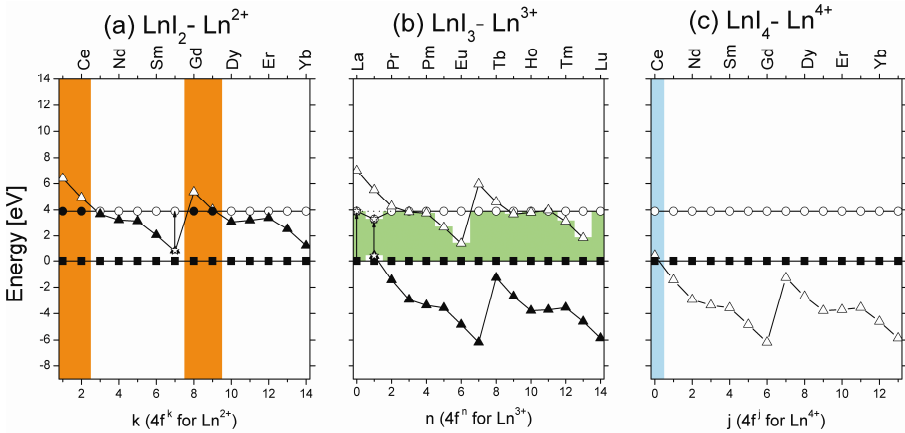 (a) LnI2- Ln2+
(b) LnI3- Ln3+
(c) LnI4- Ln4+
Ce Nd Sm Gd Dy Er Yb
La Pr Pm Eu Tb Ho Tm Lu
Ce Nd Sm Gd Dy Er Yb
Energy [eV]
14
12
10
8
6
4
2
0
-2
-4
-6
-8
2 4 6 8 10 12 14
0 2 4 6 8 10 12 14
0 2 4 6 8 10 12
k (4f k for Ln2+)
n (4f n for Ln3+)
j (4f j for Ln4+)